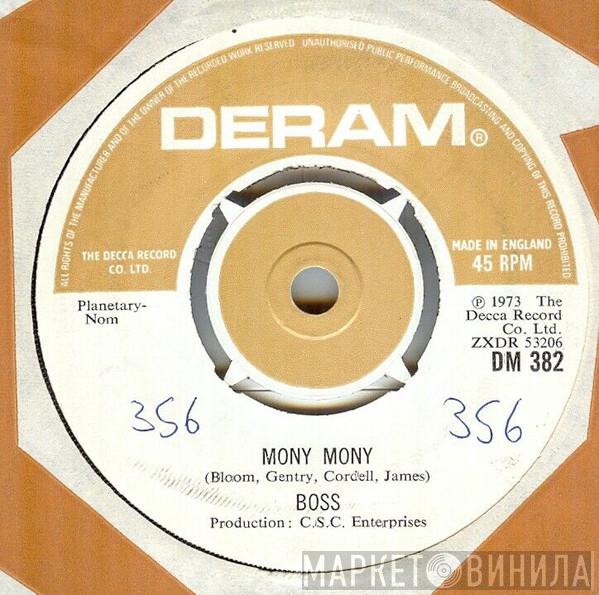 ALL RIGHTS OF THE MANUFACTURER AND OF THE OWNER OF THE RECORDED WORK RESERVED UNAUTHORISED PUBLIC PERFORMANCE BROADCASTING AND COPYING OF THIS RECORD PROHIBITED
DERAM®
THE DECCA RECORD
CO. LTD.
MADE IN ENGLAND
45 RPM
Planetary-
Nom
℗ 1973 The
Decca Record
Co. Ltd.
ZXDR 53206
DM 382
356
356
MONY MONY
(Bloom, Gentry, Cordell, James)
BOSS
Production: C.S.C. Enterprises
МАРКЕТ ВИНИЛА